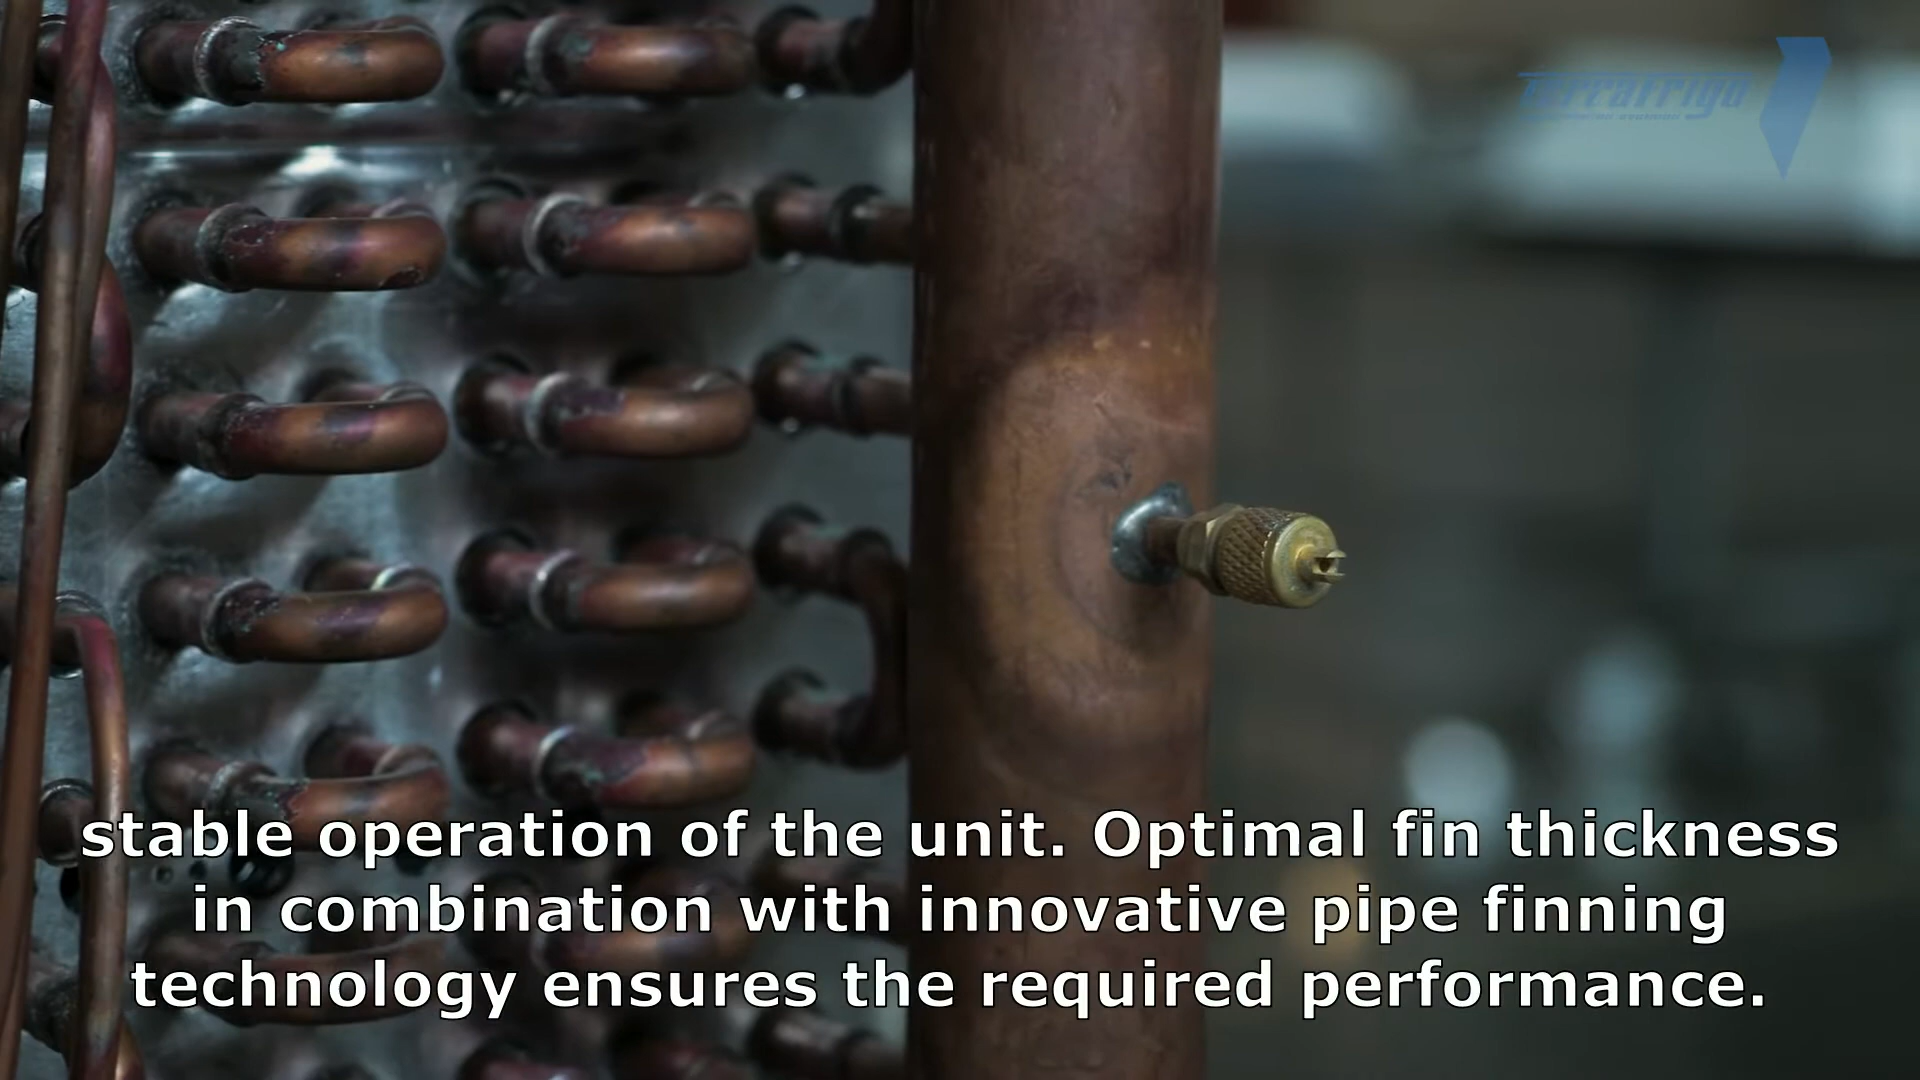 stable operation of the unit. Optimal fin thickness
in combination with innovative pipe finning
technology ensures the required performance.